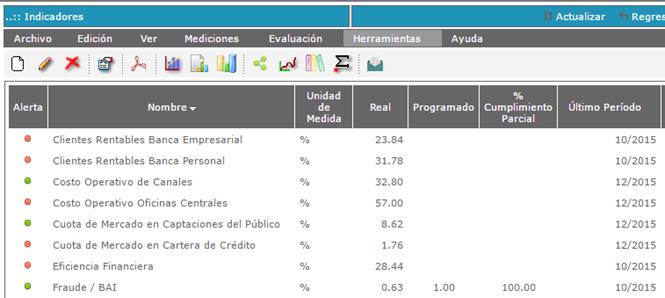 ..:: Indicadores Actualizar Regres
Archivo Edición Ver Mediciones Evaluación Herramientas Ayuda
Alerta Nombre Unidad de Medida Real Programado % Cumplimiento Parcial Último Período
Clientes Rentables Banca Empresarial % 23.84 10/2015
Clientes Rentables Banca Personal % 31.78 10/2015
Costo Operativo de Canales % 32.80 12/2015
Costo Operativo Oficinas Centrales % 57.00 12/2015
Cuota de Mercado en Captaciones del Público % 8.62 12/2015
Cuota de Mercado en Cartera de Crédito % 1.76 12/2015
Eficiencia Financiera % 28.44 10/2015
Fraude / BAI % 0.63 1.00 100.00 10/2015